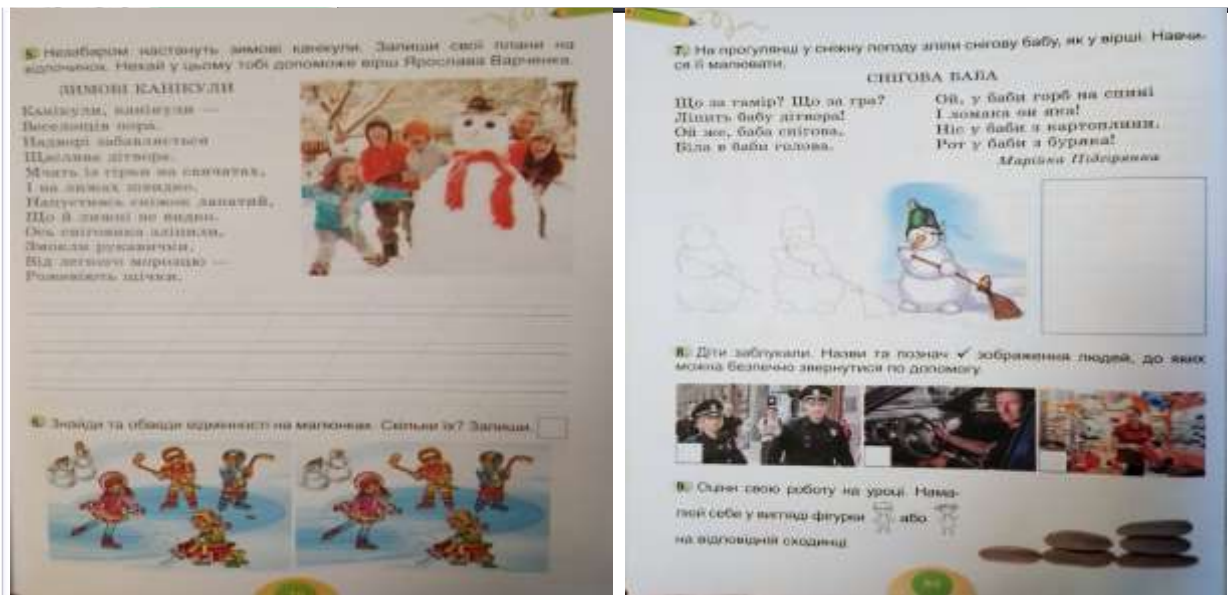 5. Незабаром настануть зимові канікули. Запиши свої плани на
відпочинок. Нехай у цьому тобі допоможе вірш Ярослава Варченка.
ЗИМОВІ КАНІКУЛИ
Канікули, канікули —
Веселощів пора.
Надворі забавляється
Щаслива дітвора.
Мчать із гірки на санчатах,
І на лижах швидко.
Напустивсь сніжок лапатий,
Що й лижні не видко.
Ось сніговика зліпили,
Змокли рукавички,
Від легкого морозцю —
Рожевіють щічки.
6. Знайди та обведи відмінності на малюнках. Скільки їх? Запиши.
7. На прогулянці у сніжну погоду зліпи снігову бабу, як у вірші. Навчи-
ся її малювати.
СНІГОВА БАБА
Що за гамір? Що за гра?
Ліпить бабу дітвора!
Ой же, баба снігова,
Біла в баби голова.
Ой, у баби горб на спині
І ломака он яка!
Ніс у баби з картоплини,
Рот у баби з буряка!
Марійка Підгірянка
8. Діти заблукали. Назви та познач ✓ зображення людей, до яких
можна безпечно звернутися по допомогу.
9. Оціни свою роботу на уроці. Нама-
люй себе у вигляді фігурки або
на відповідній сходинці.